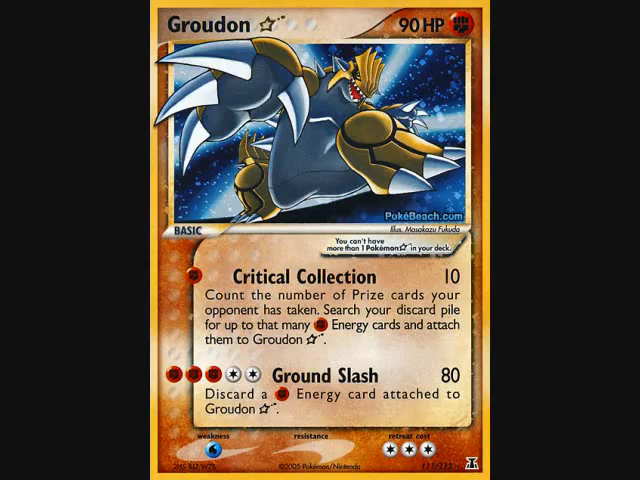 Groudon 90 HP
PokéBeach.com
BASIC Illus. Masakazu Fukuda
You can't have
more than 1 Pokémon in your deck.
Critical Collection 10
Count the number of Prize cards your
opponent has taken. Search your discard pile
for up to that many Energy cards and attach
them to Groudon .
Ground Slash 80
Discard a Energy card attached to
Groudon .
weakness resistance retreat cost
©2005 Pokémon/Nintendo 111/113